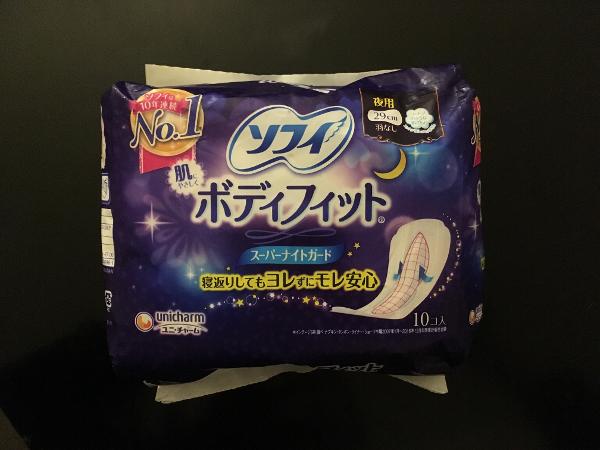 ソフィは
10年連続
No.1
肌に
やさしく
ソフィ
夜用
29cm
羽なし
ボディフィット®
スーパーナイトガード
寝返りしてもヨレずにモレ安心
unicharm
ユニ・チャーム
10コ入